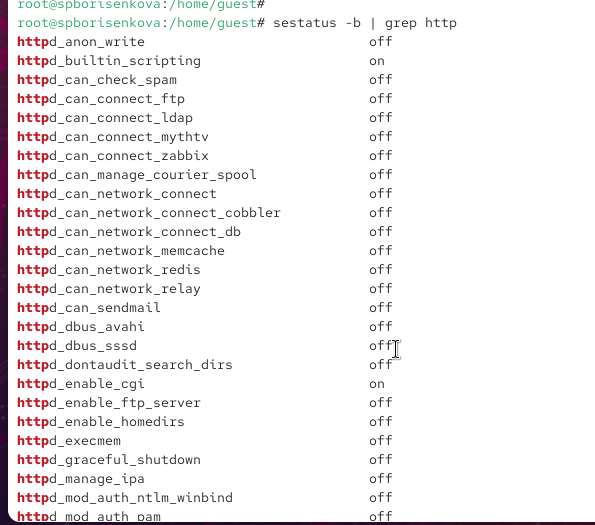 root@spborisenkova:/home/guest#
root@spborisenkova:/home/guest# sestatus -b | grep http
httpd_anon_write off
httpd_builtin_scripting on
httpd_can_check_spam off
httpd_can_connect_ftp off
httpd_can_connect_ldap off
httpd_can_connect_mythtv off
httpd_can_connect_zabbix off
httpd_can_manage_courier_spool off
httpd_can_network_connect off
httpd_can_network_connect_cobbler off
httpd_can_network_connect_db off
httpd_can_network_memcache off
httpd_can_network_redis off
httpd_can_network_relay off
httpd_can_sendmail off
httpd_dbus_avahi off
httpd_dbus_sssd off
httpd_dontaudit_search_dirs off
httpd_enable_cgi on
httpd_enable_ftp_server off
httpd_enable_homedirs off
httpd_execmem off
httpd_graceful_shutdown off
httpd_manage_ipa off
httpd_mod_auth_ntlm_winbind off
httpd_mod_auth_pam off